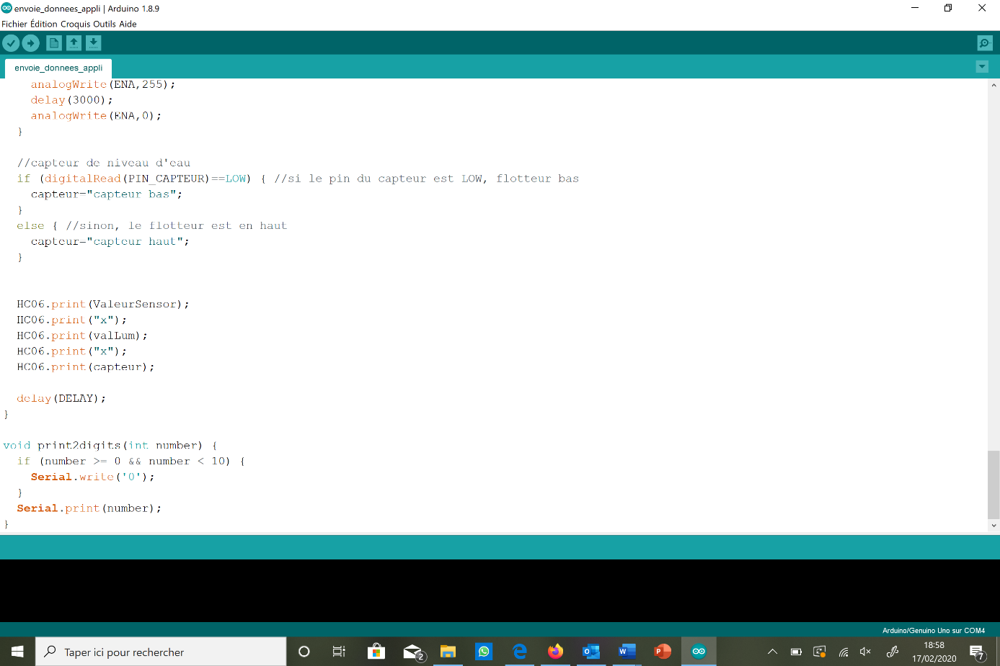 envoie_donnees_appli | Arduino 1.8.9
Fichier Édition Croquis Outils Aide
envoie_donnees_appli
analogWrite(ENA,255);
delay(3000);
analogWrite(ENA,0);
}
//capteur de niveau d'eau
if (digitalRead(PIN_CAPTEUR)==LOW) { //si le pin du capteur est LOW, flotteur bas
capteur="capteur bas";
}
else { //sinon, le flotteur est en haut
capteur="capteur haut";
}
HC06.print(ValeurSensor);
HC06.print("x");
HC06.print(valLum);
HC06.print("x");
HC06.print(capteur);
delay(DELAY);
}
void print2digits(int number) {
if (number >= 0 && number < 10) {
Serial.write('0');
}
Serial.print(number);
}
Arduino/Genuino Uno sur COM4
Taper ici pour rechercher
2
18:58
17/02/2020
7